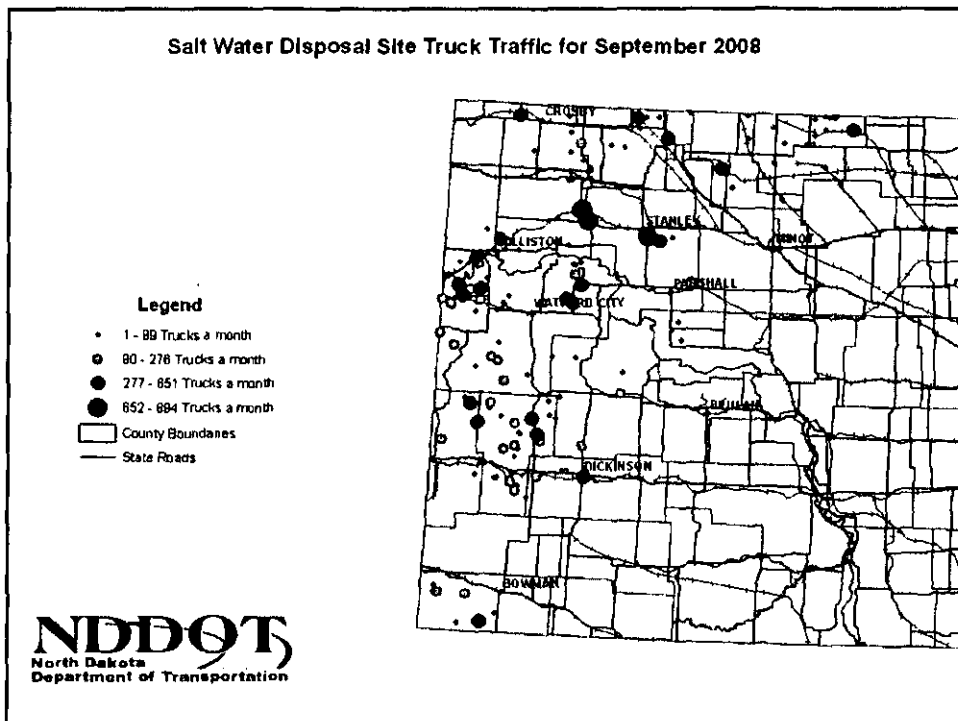 Salt Water Disposal Site Truck Traffic for September 2008
CROSBY
STANLEY
WILLISTON
MINOT
PARSHALL
WATFORD CITY
BEULAH
DICKINSON
BOWMAN
Legend
1 - 89 Trucks a month
90 - 276 Trucks a month
277 - 651 Trucks a month
652 - 894 Trucks a month
County Boundaries
State Roads
NDDOT
North Dakota
Department of Transportation